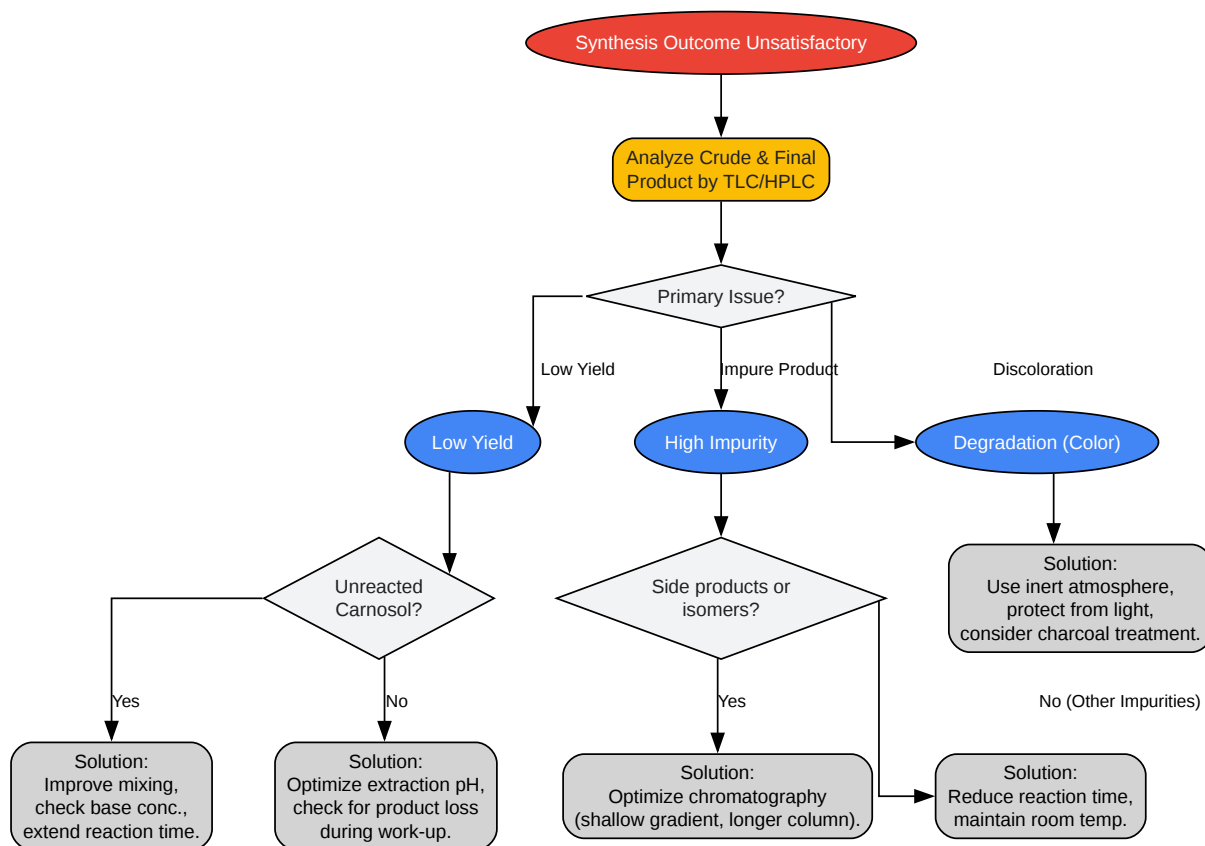 Synthesis Outcome Unsatisfactory
Analyze Crude & Final
Product by TLC/HPLC
Primary Issue?
Low Yield
Impure Product
Discoloration
Low Yield
High Impurity
Degradation (Color)
Unreacted
Carnosol?
Side products or
isomers?
Solution:
Use inert atmosphere,
protect from light,
consider charcoal treatment.
Yes
No
Yes
No (Other Impurities)
Solution:
Improve mixing,
check base conc.,
extend reaction time.
Solution:
Optimize extraction pH,
check for product loss
during work-up.
Solution:
Optimize chromatography
(shallow gradient, longer column).
Solution:
Reduce reaction time,
maintain room temp.